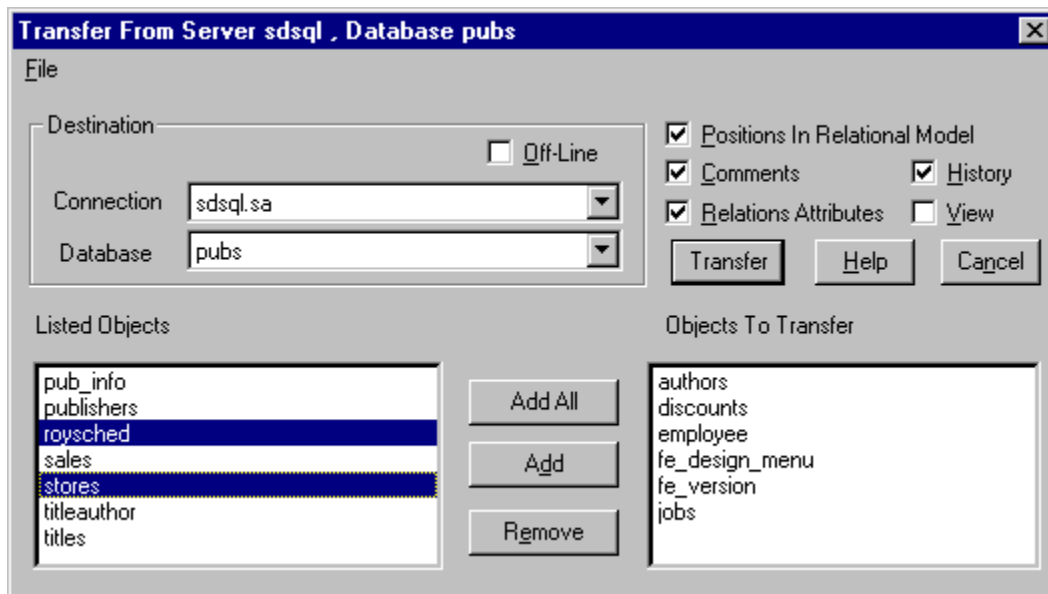 Transfer From Server sdsql , Database pubs
File
Destination
Off-Line
Connection
sdsql.sa
Database
pubs
Positions In Relational Model
Comments
History
Relations Attributes
View
Transfer
Help
Cancel
Listed Objects
pub_info
publishers
roysched
sales
stores
titleauthor
titles
Add All
Add
Remove
Objects To Transfer
authors
discounts
employee
fe_design_menu
fe_version
jobs